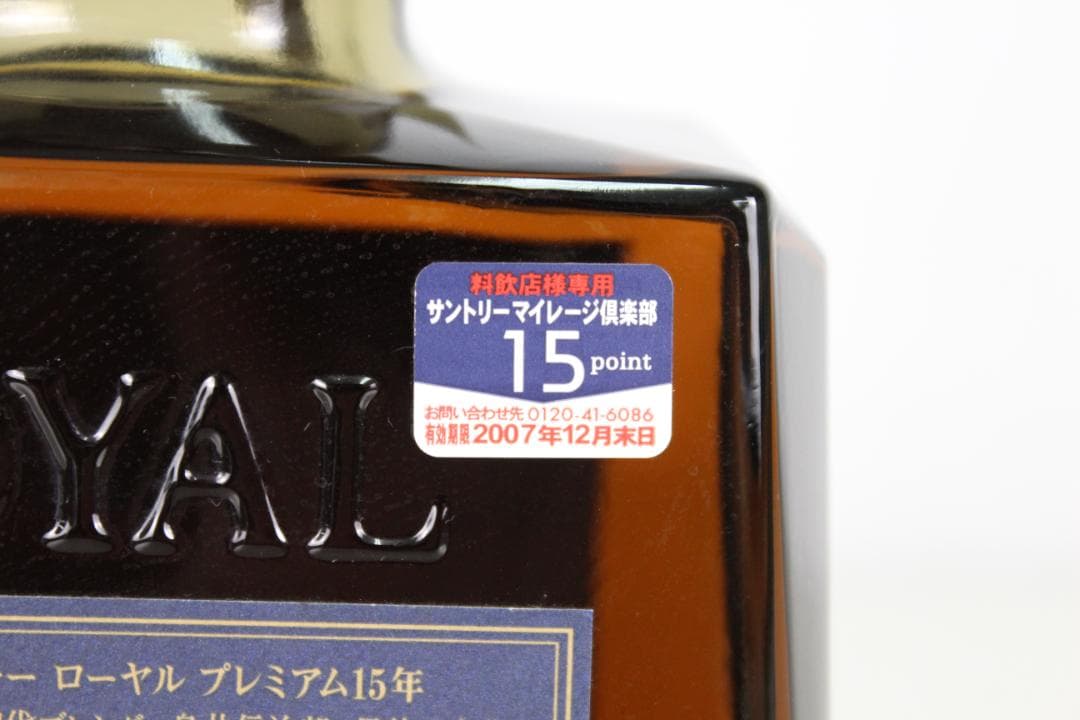 料飲店様専用
サントリーマイレージ倶楽部
15 point
お問い合わせ先 0120-41-6086
有効期限 2007年12月末日
YAL
ー ローヤル プレミアム15年